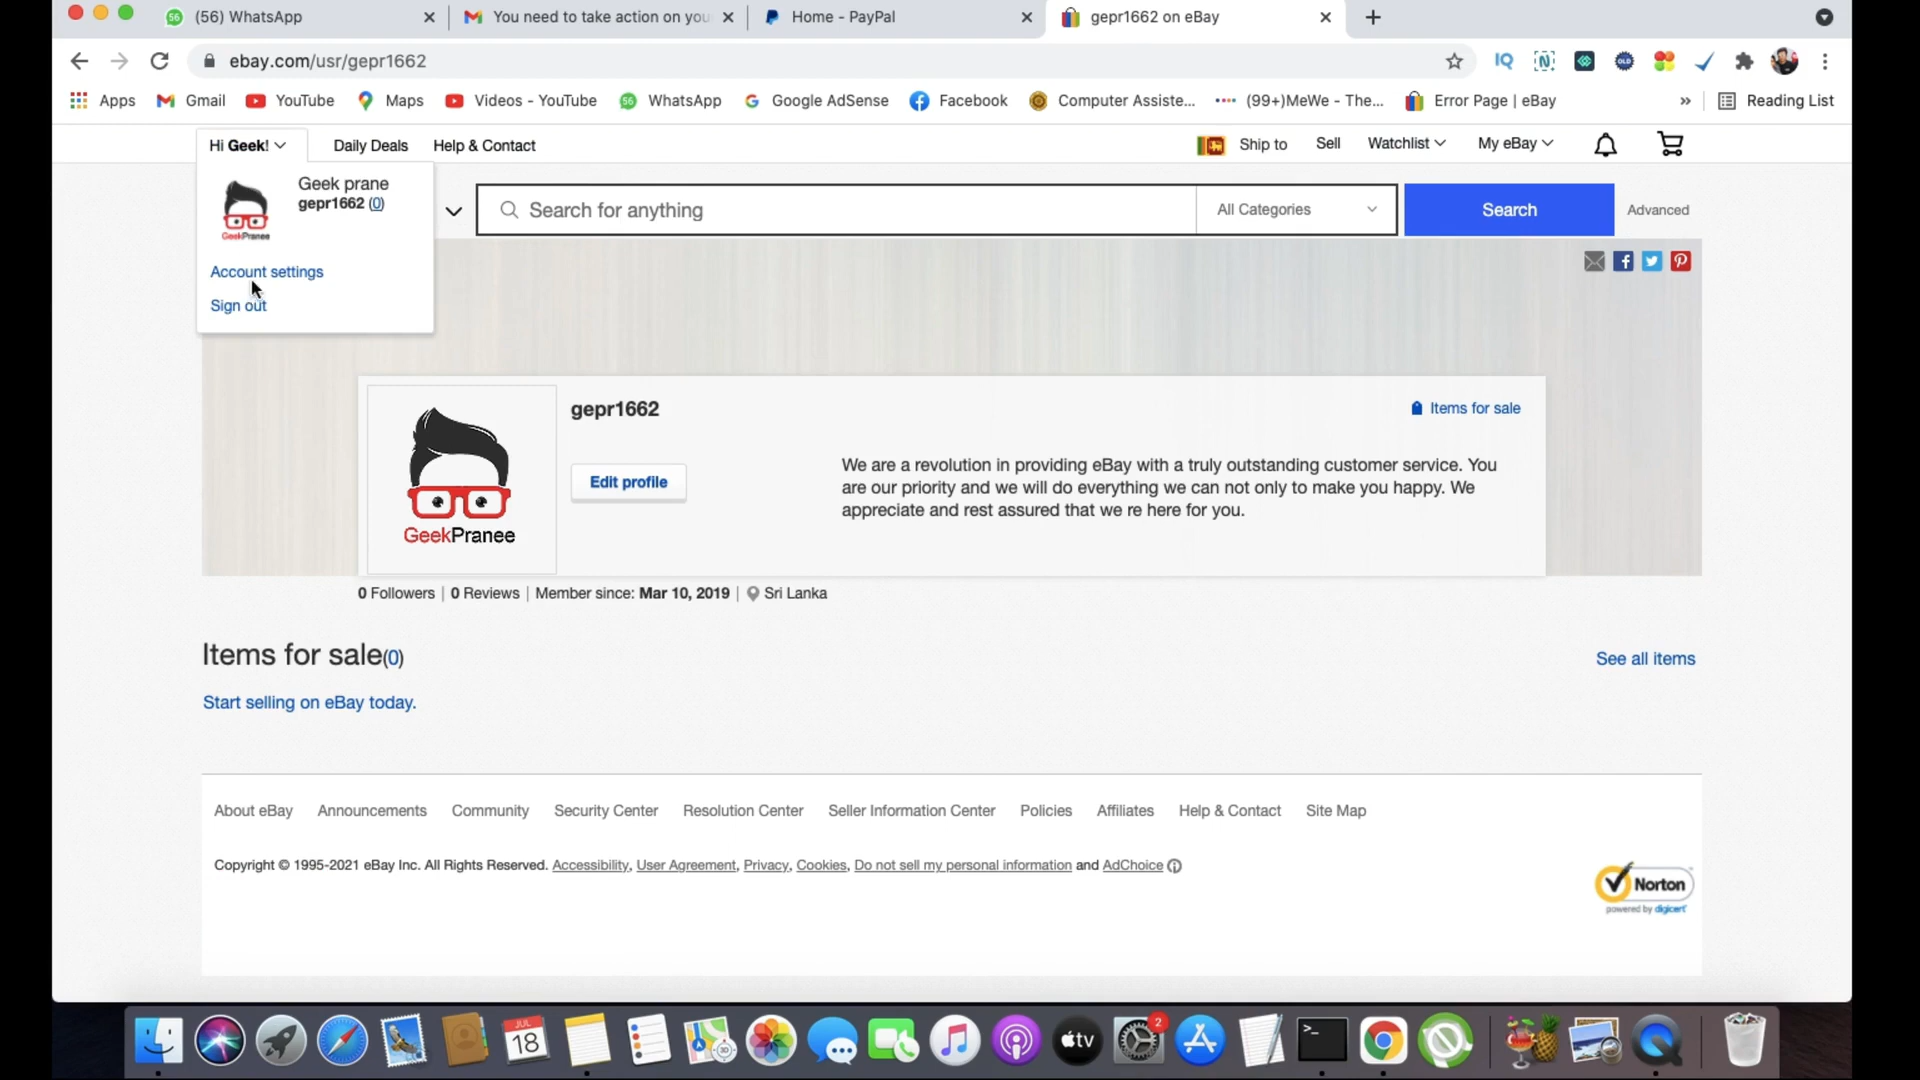 (56) WhatsApp
You need to take action on you
Home - PayPal
gepr1662 on eBay
ebay.com/usr/gepr1662
IQ
N
OLD
Apps
Gmail
YouTube
Maps
Videos - YouTube
56
WhatsApp
Google AdSense
Facebook
Computer Assiste...
(99+)MeWe - The...
Error Page | eBay
»
Reading List
Hi Geek!
Daily Deals
Help & Contact
Ship to
Sell
Watchlist
My eBay
Geek prane
gepr1662 (0)
GeekPranee
Account settings
Sign out
Search for anything
All Categories
Search
Advanced
gepr1662
Items for sale
Edit profile
We are a revolution in providing eBay with a truly outstanding customer service. You
are our priority and we will do everything we can not only to make you happy. We
appreciate and rest assured that we re here for you.
GeekPranee
0 Followers | 0 Reviews | Member since: Mar 10, 2019 | Sri Lanka
Items for sale(0)
See all items
Start selling on eBay today.
About eBay
Announcements
Community
Security Center
Resolution Center
Seller Information Center
Policies
Affiliates
Help & Contact
Site Map
Copyright © 1995-2021 eBay Inc. All Rights Reserved. Accessibility, User Agreement, Privacy, Cookies, Do not sell my personal information and AdChoice
Norton
powered by digicert
JUL
18
tv
2